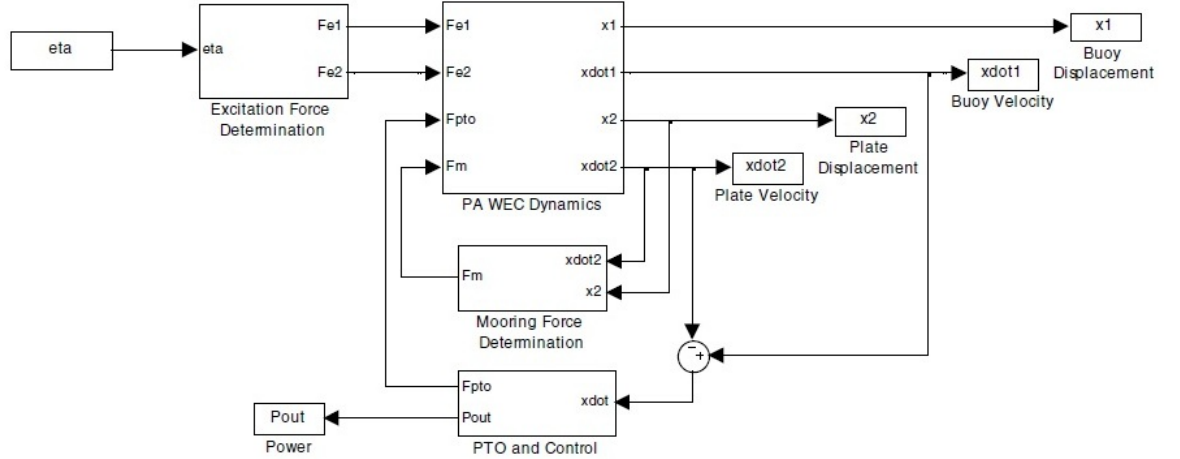 eta
eta
Fe1
Fe2
Excitation Force
Determination
Fe1
Fe2
Fpto
Fm
x1
xdot1
x2
xdot2
PA WEC Dynamics
x1
Buoy
Displacement
xdot1
Buoy Velocity
x2
Plate
Displacement
xdot2
Plate Velocity
Fm
xdot2
x2
Mooring Force
Determination
−
+
Fpto
Pout
xdot
PTO and Control
Pout
Power